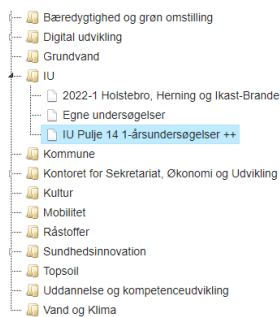 Bæredygtighed og grøn omstilling
Digital udvikling
Grundvand
IU
2022-1 Holstebro, Herning og Ikast-Brande
Egne undersøgelser
IU Pulje 14 1-årsundersøgelser ++
Kommune
Kontoret for Sekretariat, Økonomi og Udvikling
Kultur
Mobilitet
Råstoffer
Sundhedsinnovation
Topsoil
Uddannelse og kompetenceudvikling
Vand og Klima